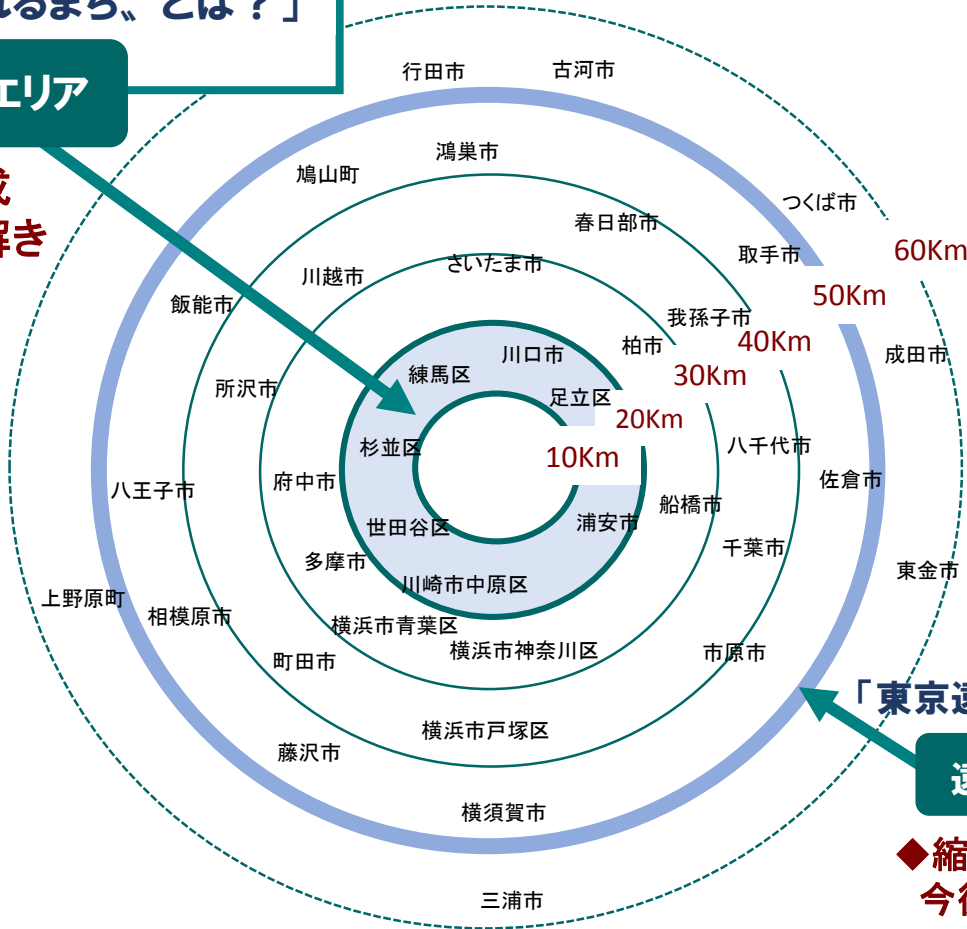 れるまち〟とは？」
エリア
成
解き
行田市
古河市
鴻巣市
鳩山町
つくば市
春日部市
取手市
60Km
さいたま市
川越市
50Km
飯能市
我孫子市
40Km
柏市
川口市
成田市
練馬区
30Km
所沢市
足立区
20Km
杉並区
八千代市
10Km
府中市
佐倉市
八王子市
船橋市
浦安市
世田谷区
千葉市
多摩市
東金市
川崎市中原区
上野原町
相模原市
横浜市青葉区
横浜市神奈川区
市原市
町田市
「東京遠
横浜市戸塚区
藤沢市
遠
横須賀市
◆縮
今後
三浦市